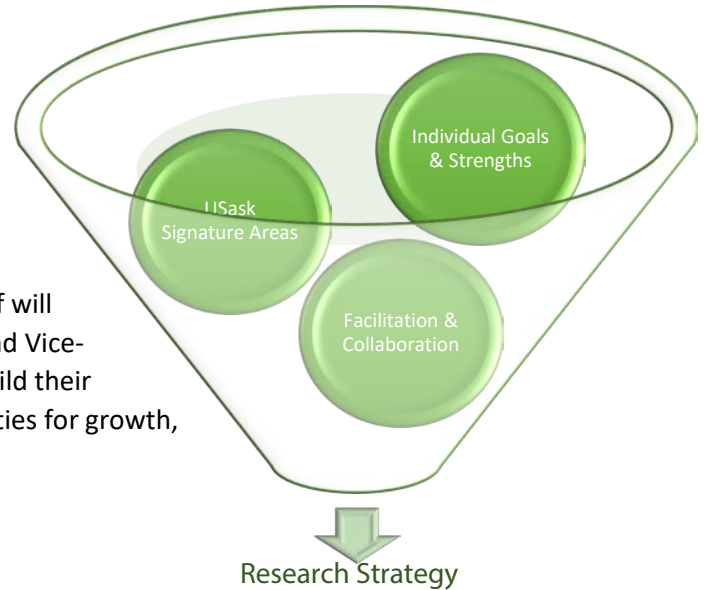 Individual Goals
& Strengths
USask
Signature Areas
Facilitation &
Collaboration
f will
nd Vice-
ild their
ties for growth,
Research Strategy